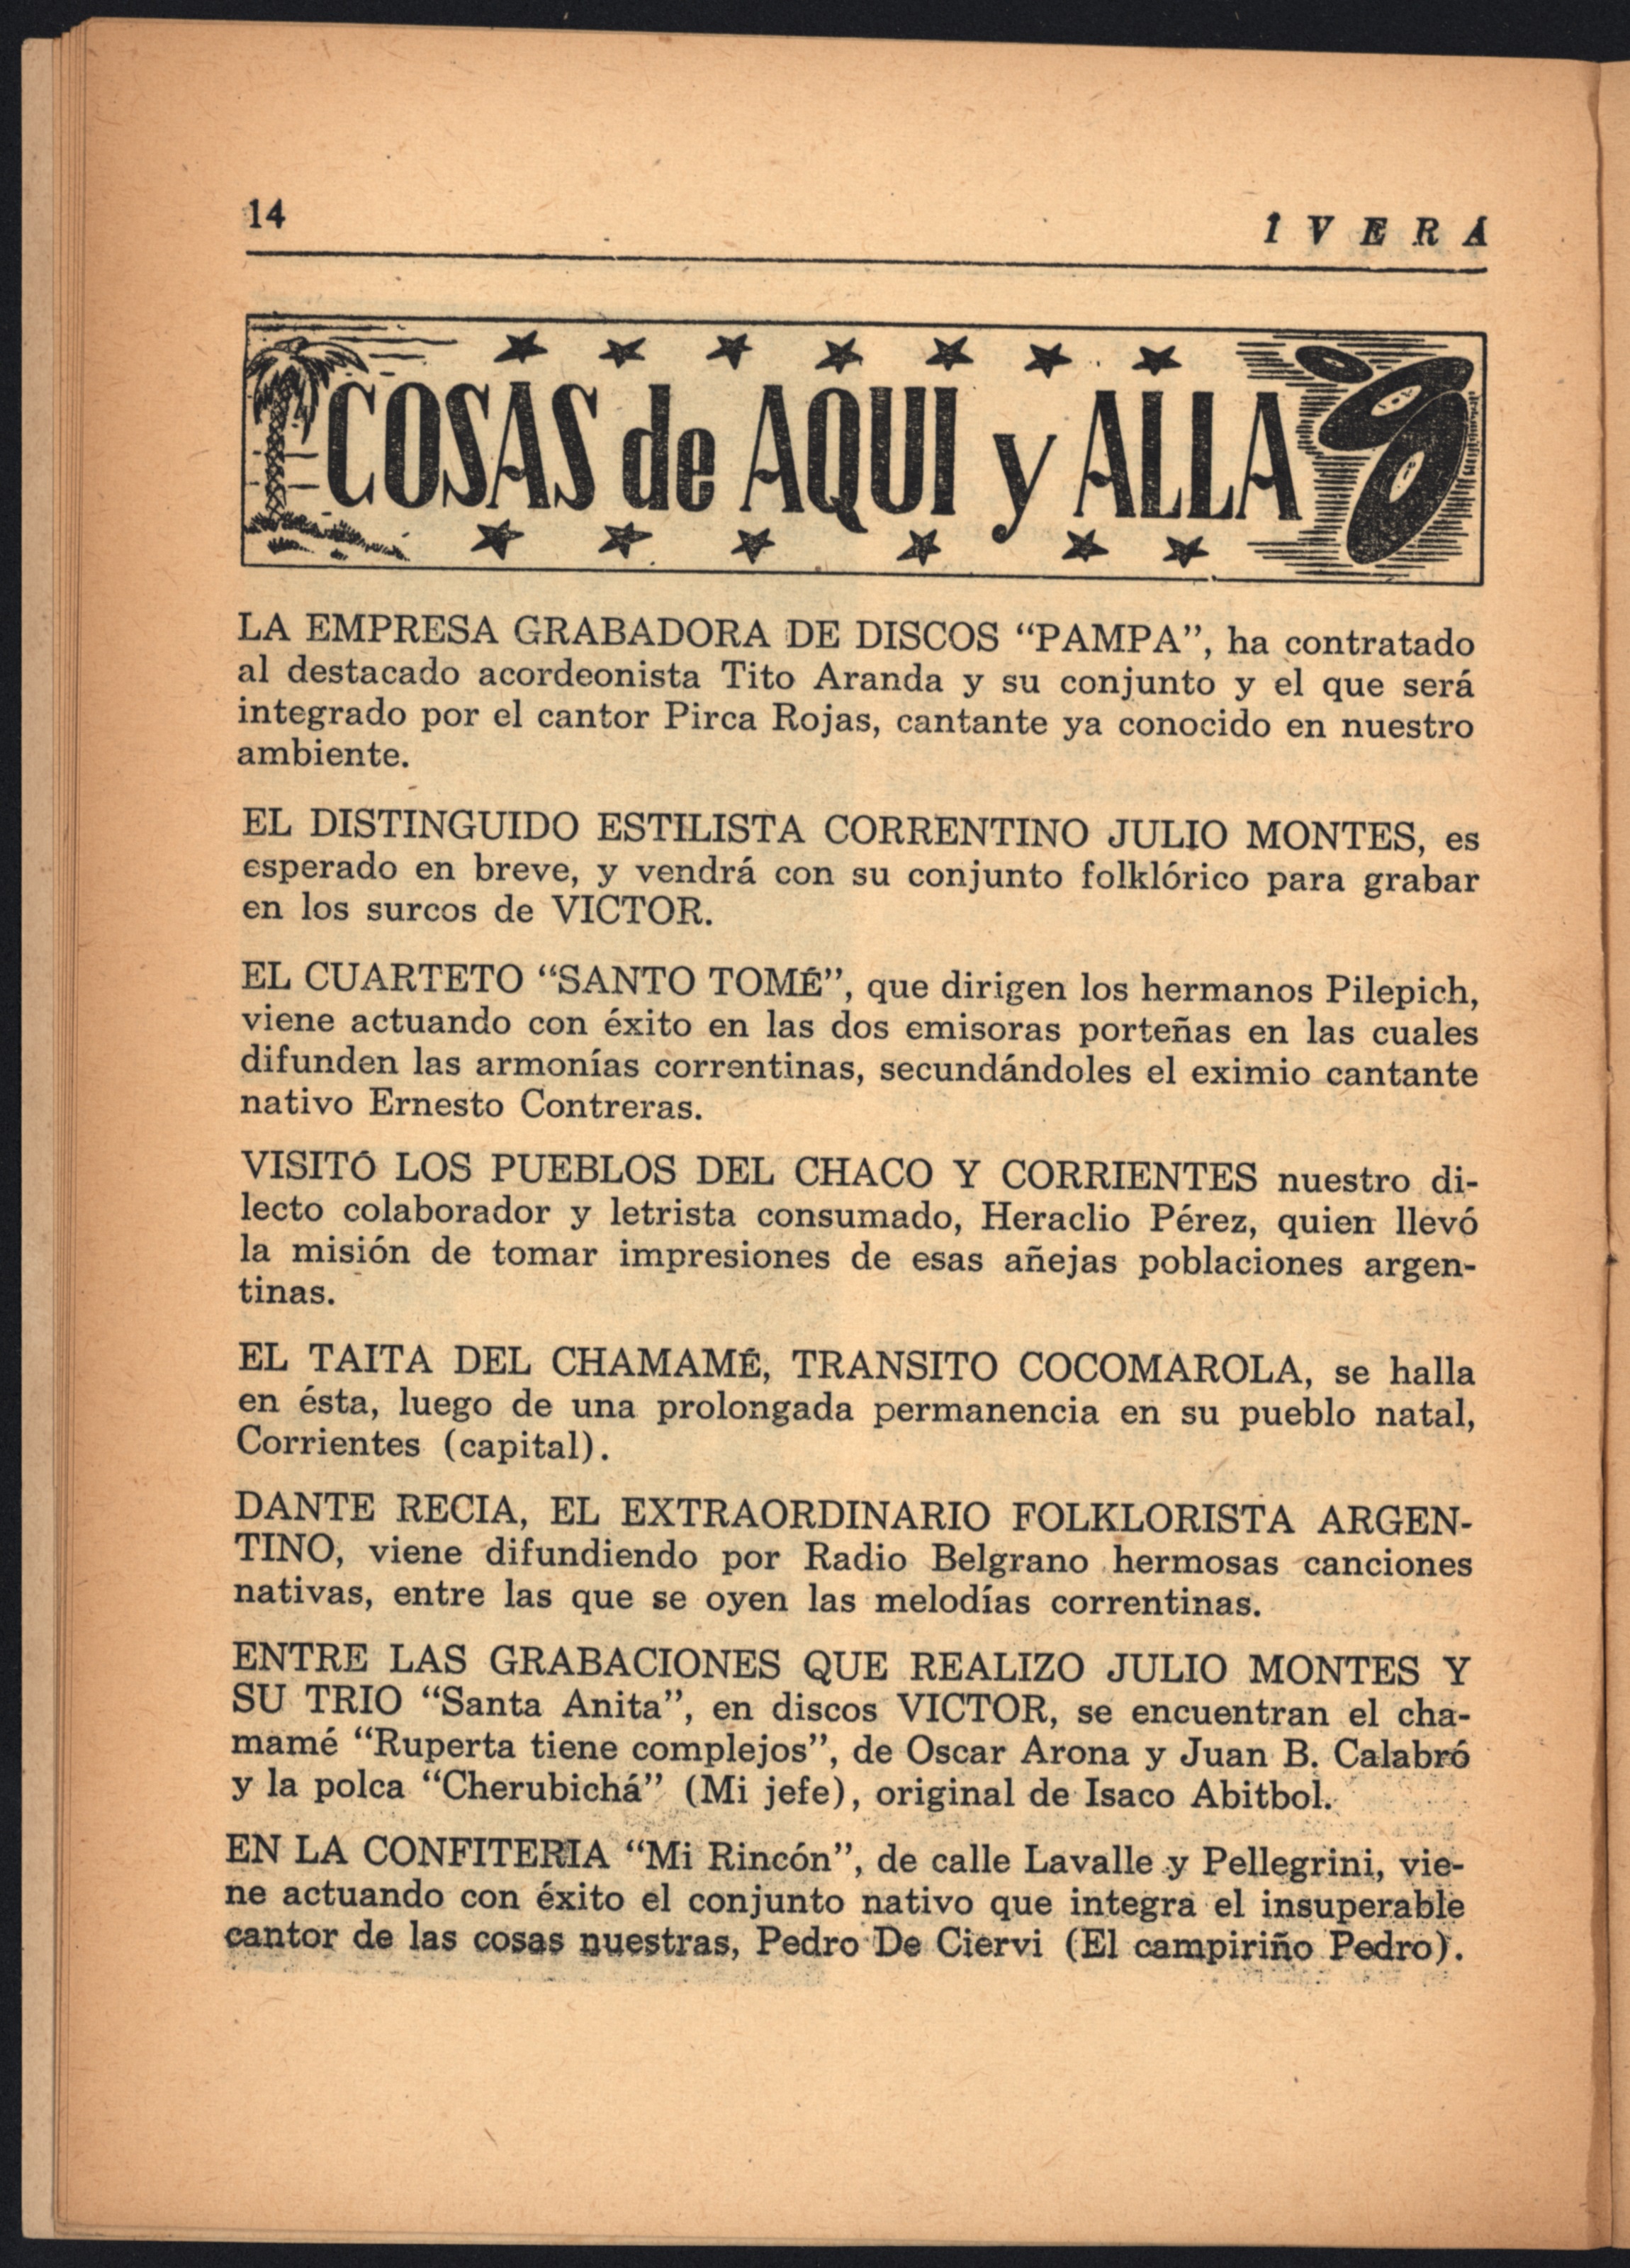 14
I V E R Á
COSAS de AQUI y ALLA
LA EMPRESA GRABADORA DE DISCOS “PAMPA”, ha contratado
al destacado acordeonista Tito Aranda y su conjunto y el que será
integrado por el cantor Pirca Rojas, cantante ya conocido en nuestro
ambiente.
EL DISTINGUIDO ESTILISTA CORRENTINO JULIO MONTES, es
esperado en breve, y vendrá con su conjunto folklórico para grabar
en los surcos de VICTOR.
EL CUARTETO “SANTO TOMÉ”, que dirigen los hermanos Pilepich,
viene actuando con éxito en las dos emisoras porteñas en las cuales
difunden las armonías correntinas, secundándoles el eximio cantante
nativo Ernesto Contreras.
VISITÓ LOS PUEBLOS DEL CHACO Y CORRIENTES nuestro di-
lecto colaborador y letrista consumado, Heraclio Pérez, quien llevó
la misión de tomar impresiones de esas añejas poblaciones argen-
tinas.
EL TAITA DEL CHAMAMÉ, TRANSITO COCOMAROLA, se halla
en ésta, luego de una prolongada permanencia en su pueblo natal,
Corrientes (capital).
DANTE RECIA, EL EXTRAORDINARIO FOLKLORISTA ARGEN-
TINO, viene difundiendo por Radio Belgrano hermosas canciones
nativas, entre las que se oyen las melodías correntinas.
ENTRE LAS GRABACIONES QUE REALIZO JULIO MONTES Y
SU TRIO “Santa Anita”, en discos VICTOR, se encuentran el cha-
mamé “Ruperta tiene complejos”, de Oscar Arona y Juan B. Calabró
y la polca “Cherubichá” (Mi jefe), original de Isaco Abitbol.
EN LA CONFITERIA “Mi Rincón”, de calle Lavalle y Pellegrini, vie-
ne actuando con éxito el conjunto nativo que integra el insuperable
cantor de las cosas nuestras, Pedro De Ciervi (El campiriño Pedro).